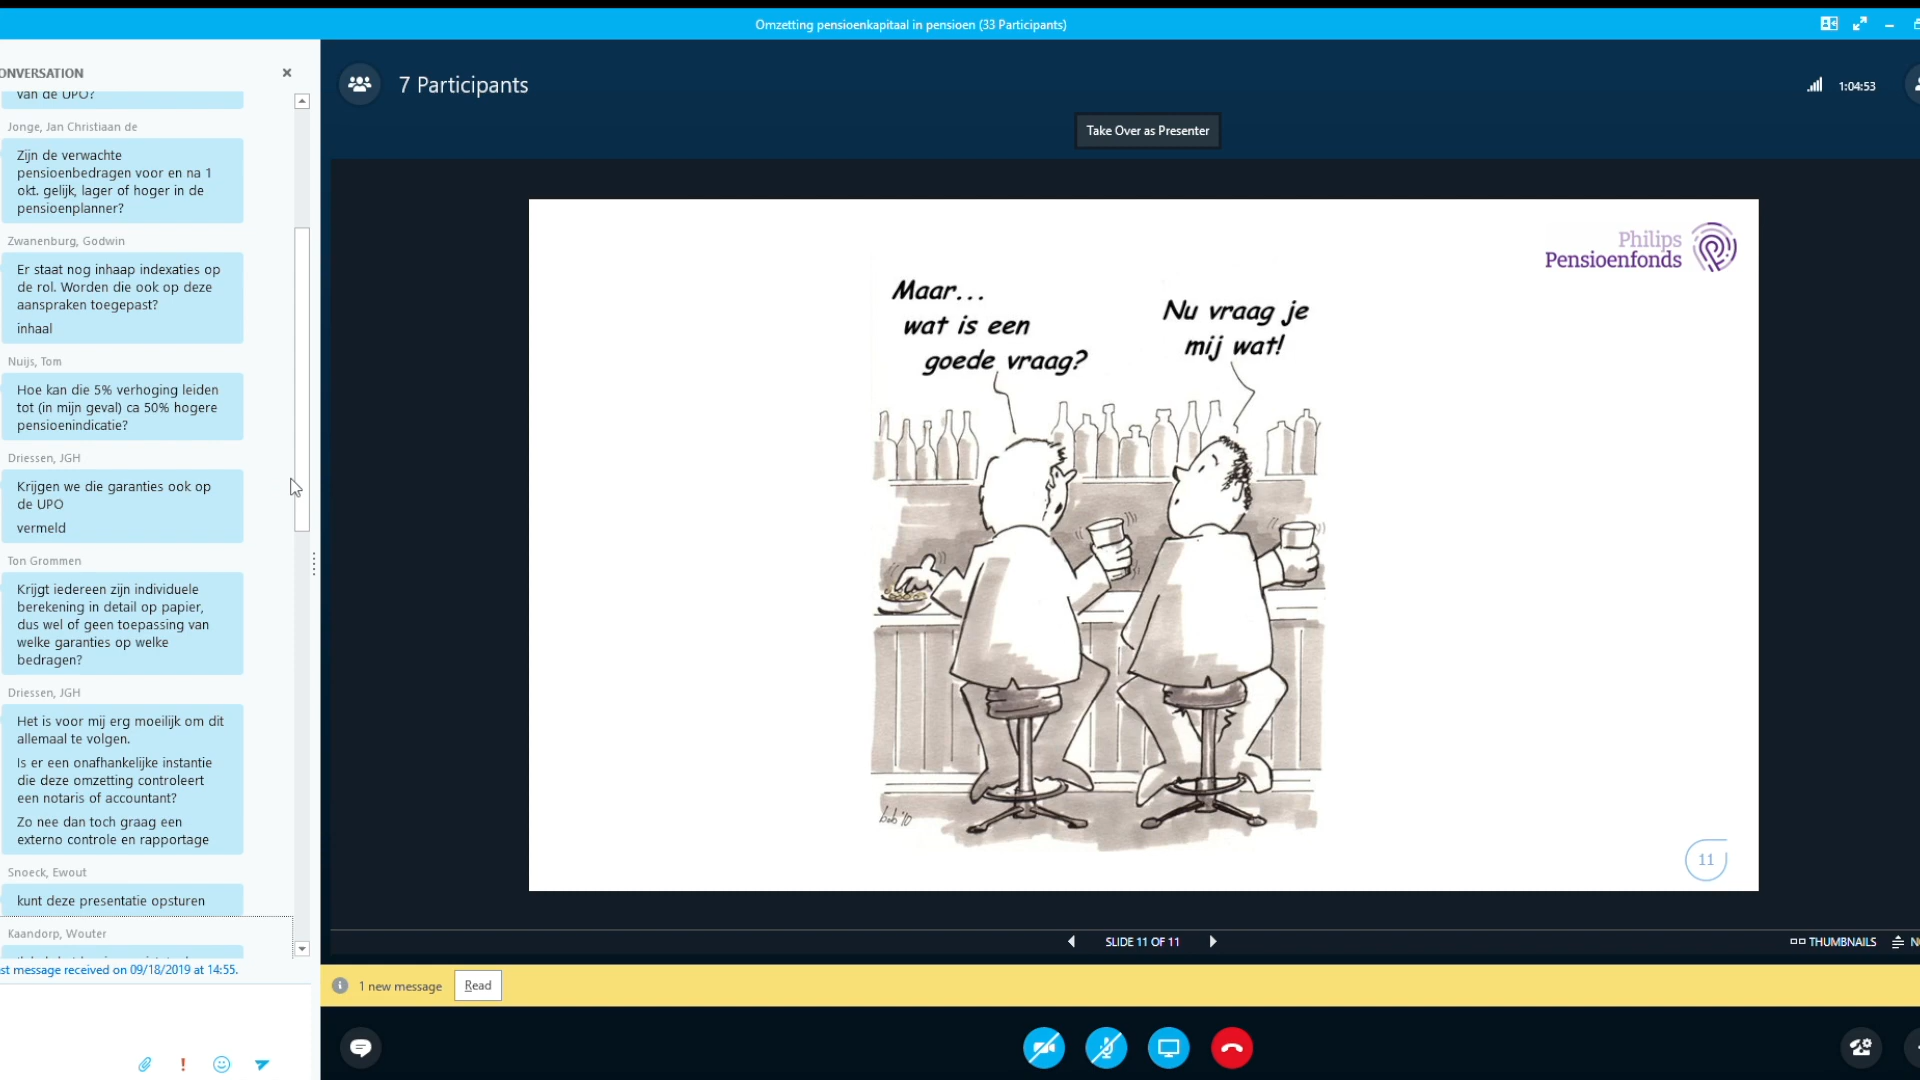 Omzetting pensioenkapitaal in pensioen (33 Participants)
ONVERSATION
van de UPO?
Jonge, Jan Christiaan de
Zijn de verwachte
pensioenbedragen voor en na 1
okt. gelijk, lager of hoger in de
pensioenplanner?
Zwanenburg, Godwin
Er staat nog inhaap indexaties op
de rol. Worden die ook op deze
aanspraken toegepast?
inhaal
Nuijs, Tom
Hoe kan die 5% verhoging leiden
tot (in mijn geval) ca 50% hogere
pensioenindicatie?
Driessen, JGH
Krijgen we die garanties ook op
de UPO
vermeld
Ton Grommen
Krijgt iedereen zijn individuele
berekening in detail op papier,
dus wel of geen toepassing van
welke garanties op welke
bedragen?
Driessen, JGH
Het is voor mij erg moeilijk om dit
allemaal te volgen.
Is er een onafhankelijke instantie
die deze omzetting controleert
een notaris of accountant?
Zo nee dan toch graag een
externo controle en rapportage
Snoeck, Ewout
kunt deze presentatie opsturen
Kaandorp, Wouter
st message received on 09/18/2019 at 14:55.
7 Participants
1:04:53
Take Over as Presenter
Philips
Pensioenfonds
Maar...
wat is een
goede vraag?
Nu vraag je
mij wat!
bob '10
11
SLIDE 11 OF 11
THUMBNAILS
NO
1 new message
Read